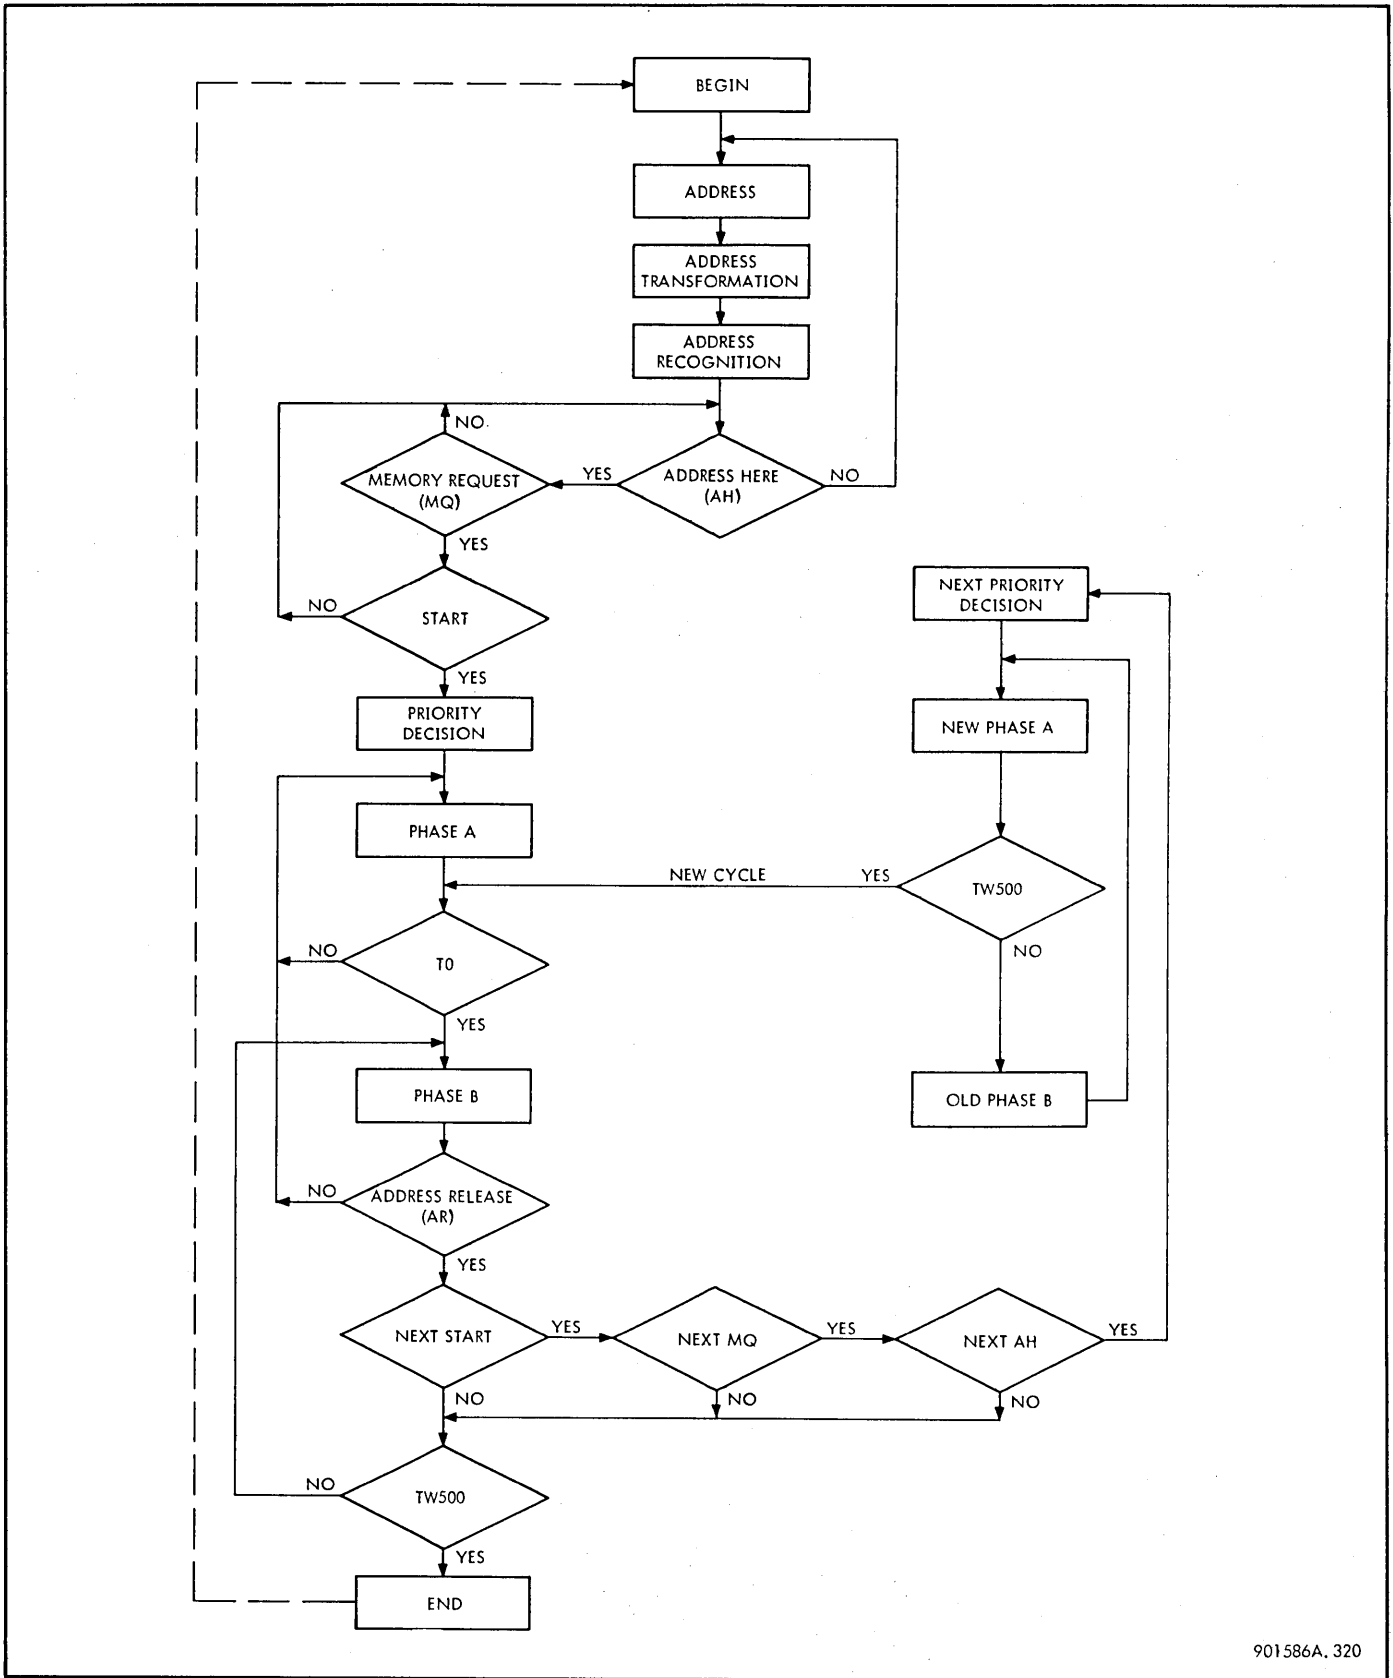 BEGIN
ADDRESS
ADDRESS
TRANSFORMATION
ADDRESS
RECOGNITION
NO.
MEMORY REQUEST
(MQ)
YES
ADDRESS HERE
(AH)
NO
YES
NO
START
YES
NEXT PRIORITY
DECISION
PRIORITY
DECISION
NEW PHASE A
PHASE A
NEW CYCLE
YES
TW500
NO
NO
T0
YES
PHASE B
OLD PHASE B
NO
ADDRESS RELEASE
(AR)
YES
NEXT START
YES
NEXT MQ
YES
NEXT AH
YES
NO
NO
NO
NO
TW500
YES
END
901586A. 320